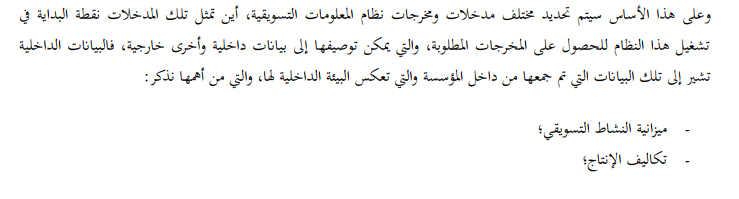 وعلى هذا الأساس سيتم تحديد مختلف مدخلات ومخرجات نظام المعلومات التسويقية، أين تمثل تلك المدخلات نقطة البداية في
تشغيل هذا النظام للحصول على المخرجات المطلوبة، والتي يمكن توصيفها إلى بيانات داخلية وأخرى خارجية، فالبيانات الداخلية
تشير إلى تلك البيانات التي تم جمعها من داخل المؤسسة والتي تعكس البيئة الداخلية لها، والتي من أهمها نذكر:
- ميزانية النشاط التسويقي؛
- تكاليف الإنتاج؛